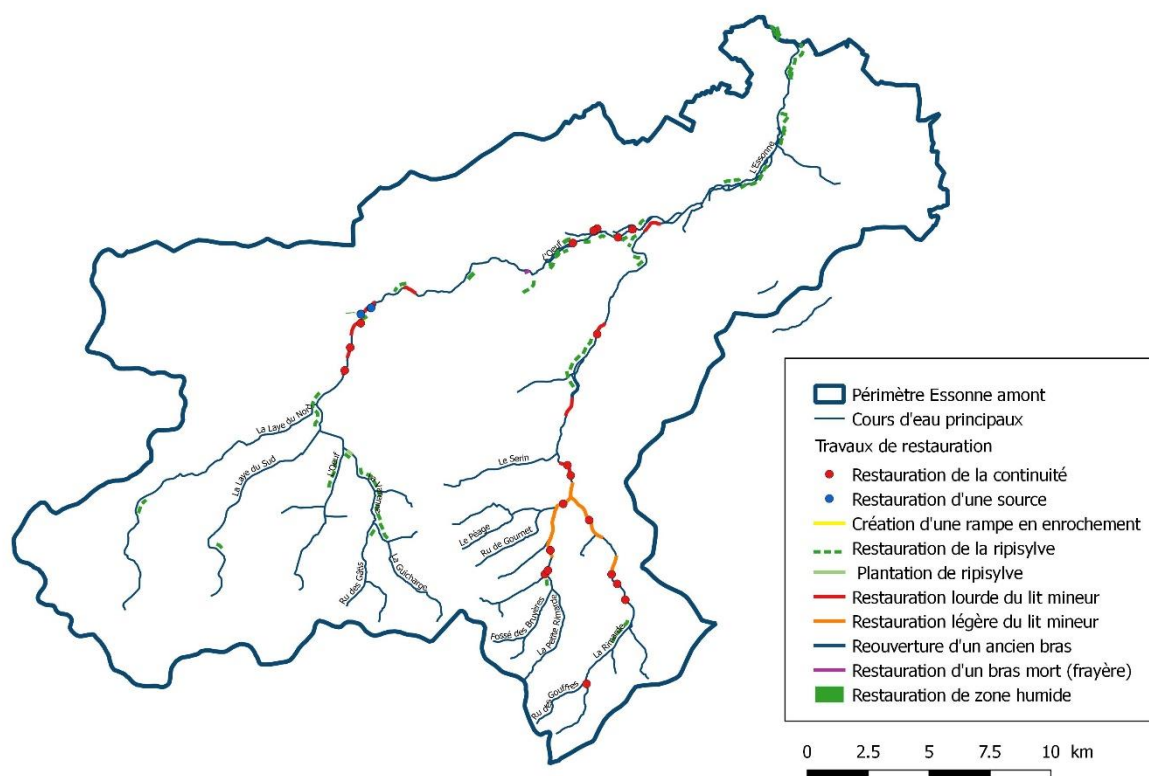 L'Essonne
L'Oeuf
La Laye du Nord
La Laye du Sud
L'Oeuf
Le Serin
Le Péage
Ru de Gournet
Ru des Gâtis
La Guicharde
Fossé des Bruyères
La Petite Rimarde
La Rimarde
Ru des Gouffres
Périmètre Essonne amont
Cours d'eau principaux
Travaux de restauration
Restauration de la continuité
Restauration d'une source
Création d'une rampe en enrochement
Restauration de la ripisylve
Plantation de ripisylve
Restauration lourde du lit mineur
Restauration légère du lit mineur
Reouverture d'un ancien bras
Restauration d'un bras mort (frayère)
Restauration de zone humide
0 2.5 5 7.5 10 km